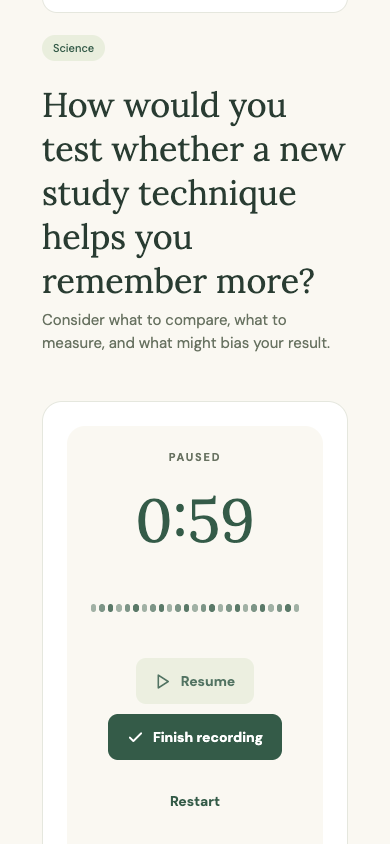 Science
How would you
test whether a new
study technique
helps you
remember more?
Consider what to compare, what to
measure, and what might bias your result.
PAUSED
0:59
Resume
Finish recording
Restart